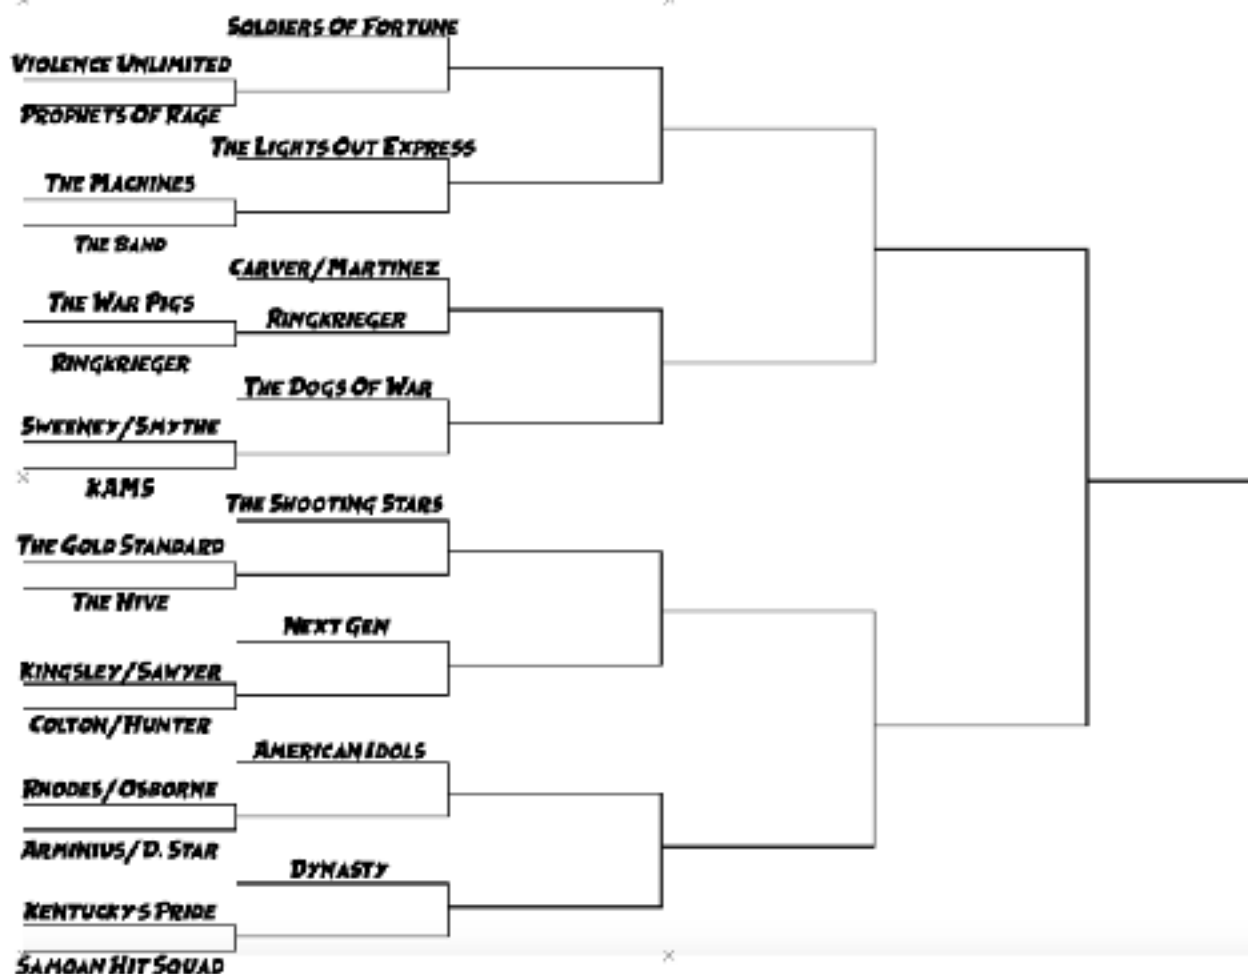 Soldiers Of Fortune
Violence Unlimited
Prophets Of Rage
The Lights Out Express
The Machines
The Band
Carver/Martinez
The War Pigs
Ringkrieger
Ringkrieger
The Dogs Of War
Sweeney/Smythe
KAMS
The Shooting Stars
The Gold Standard
The Hive
Next Gen
Kingsley/Sawyer
Colton/Hunter
American Idols
Rhodes/Osborne
Arminius/D. Star
Dynasty
Kentucky's Pride
Samoan Hit Squad